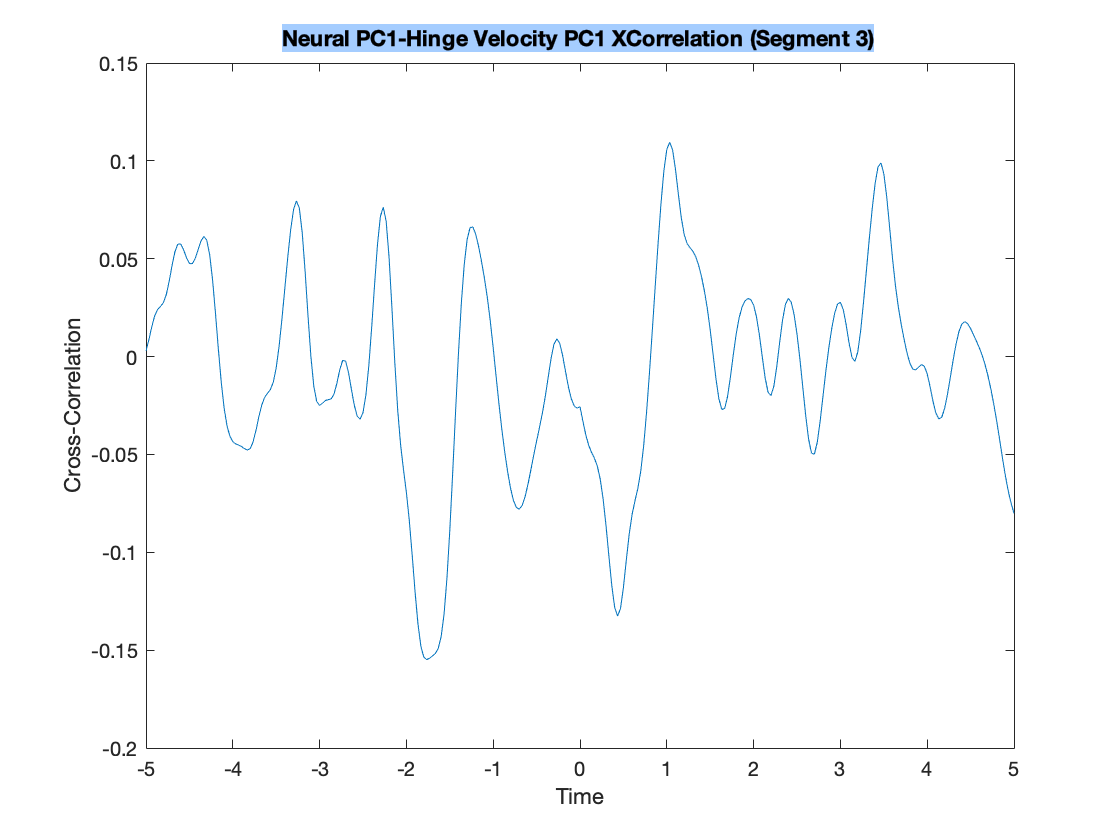 Neural PC1-Hinge Velocity PC1 XCorrelation (Segment 3)
0.15
0.1
0.05
0
-0.05
-0.1
-0.15
-0.2
Cross-Correlation
-5 -4 -3 -2 -1 0 1 2 3 4 5
Time